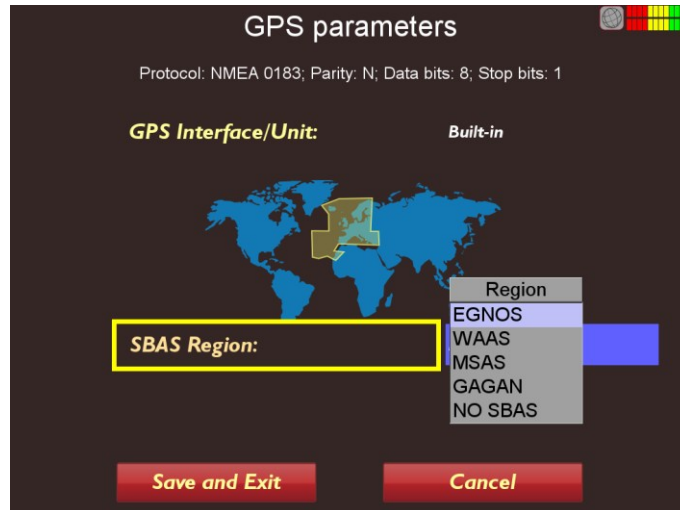 GPS parameters
Protocol: NMEA 0183; Parity: N; Data bits: 8; Stop bits: 1
GPS Interface/Unit: Built-in
Region
EGNOS
SBAS Region: WAAS
MSAS
GAGAN
NO SBAS
Save and Exit Cancel